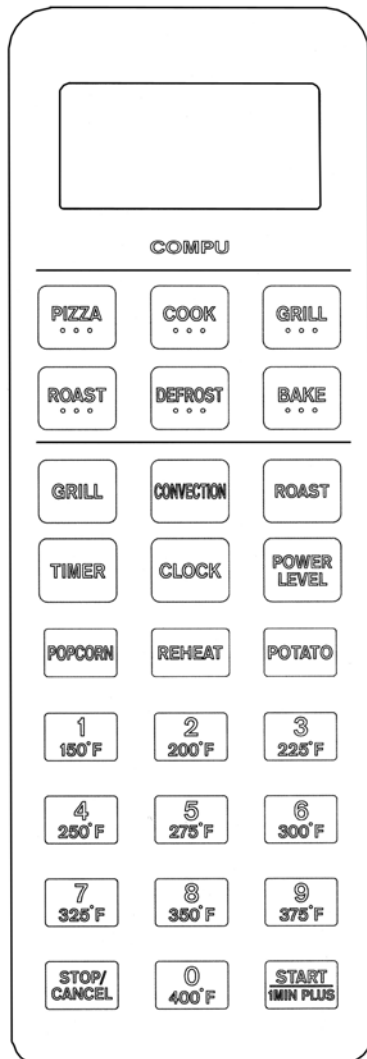 COMPU
PIZZA COOK GRILL
ROAST DEFROST BAKE
GRILL CONVECTION ROAST
TIMER CLOCK POWER
LEVEL
POPCORN REHEAT POTATO
1 2 3
150°F 200°F 225°F
4 5 6
250°F 275°F 300°F
7 8 9
325°F 350°F 375°F
STOP/ 0 START
CANCEL 400°F 1MIN PLUS